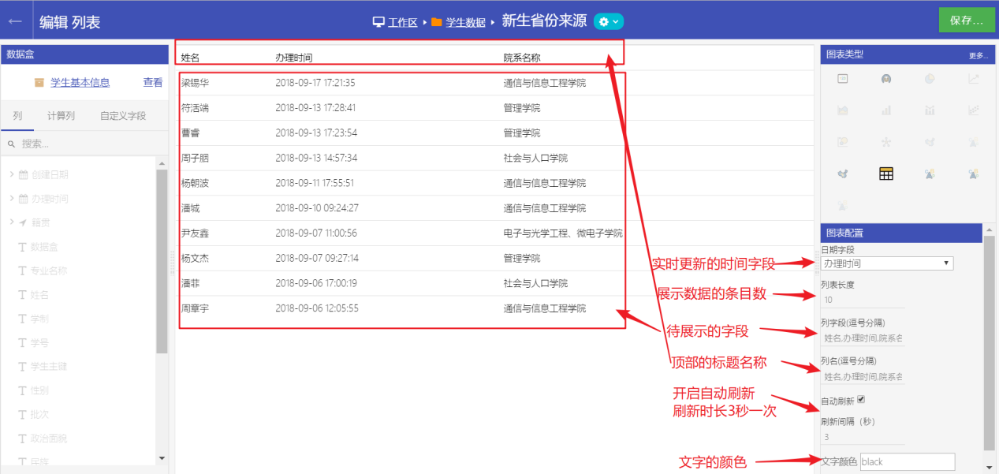 编辑 列表
工作区
学生数据
新生省份来源
保存...
数据盒
学生基本信息
查看
列
计算列
自定义字段
搜索...
创建日期
办理时间
籍贯
数据盒
专业名称
姓名
学制
学号
学生主键
性别
批次
政治面貌
民族
姓名 办理时间 院系名称
梁锡华 2018-09-17 17:21:35 通信与信息工程学院
符活端 2018-09-13 17:28:41 管理学院
曹睿 2018-09-13 17:23:54 管理学院
周子胭 2018-09-13 14:57:34 社会与人口学院
杨朝波 2018-09-11 17:55:51 通信与信息工程学院
潘城 2018-09-10 09:24:27 通信与信息工程学院
尹友鑫 2018-09-07 11:00:56 电子与光学工程、微电子学院
杨文杰 2018-09-07 09:27:14 管理学院
潘菲 2018-09-06 17:00:19 社会与人口学院
周章宇 2018-09-06 12:05:55 通信与信息工程学院
实时更新的时间字段
展示数据的条目数
待展示的字段
顶部的标题名称
开启自动刷新
刷新时长3秒一次
文字的颜色
图表类型
更多...
图表配置
日期字段
办理时间
列表长度
10
列字段(逗号分隔)
姓名,办理时间,院系名
列名(逗号分隔)
姓名,办理时间,院系名
自动刷新
刷新间隔（秒）
3
文字颜色 black